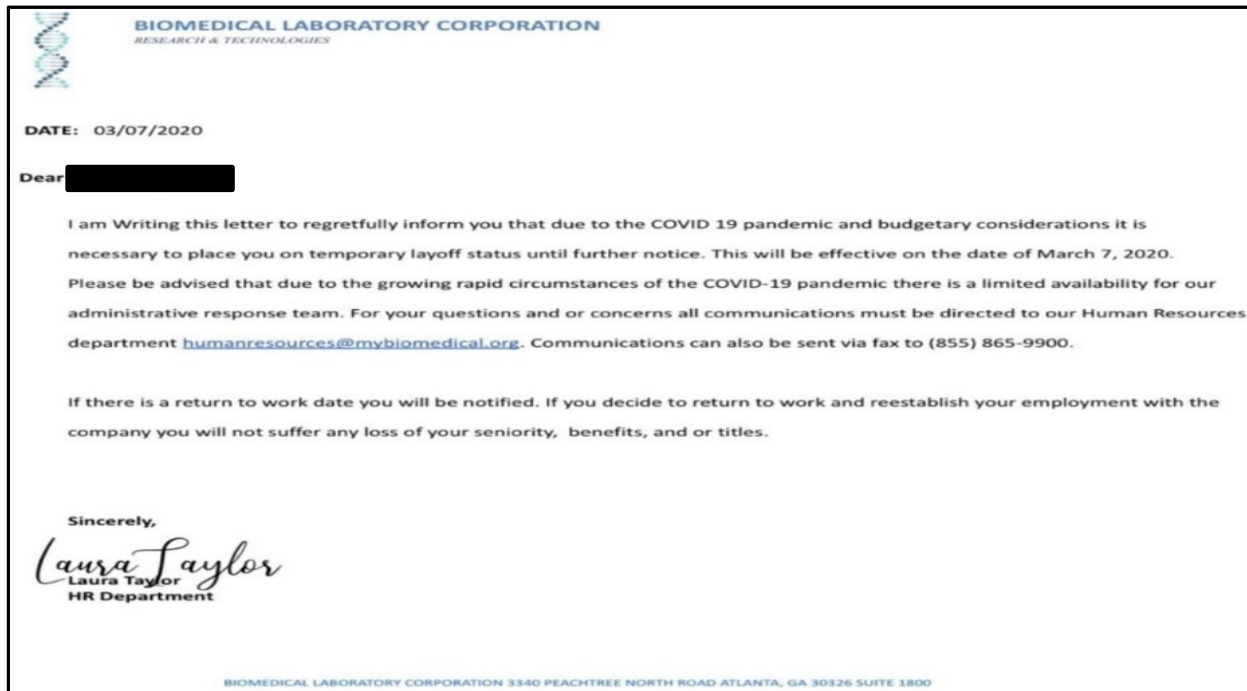 BIOMEDICAL LABORATORY CORPORATION
RESEARCH & TECHNOLOGIES
DATE: 03/07/2020
Dear
I am Writing this letter to regretfully inform you that due to the COVID 19 pandemic and budgetary considerations it is
necessary to place you on temporary layoff status until further notice. This will be effective on the date of March 7, 2020.
Please be advised that due to the growing rapid circumstances of the COVID-19 pandemic there is a limited availability for our
administrative response team. For your questions and or concerns all communications must be directed to our Human Resources
department humanresources@mybiomedical.org. Communications can also be sent via fax to (855) 865-9900.
If there is a return to work date you will be notified. If you decide to return to work and reestablish your employment with the
company you will not suffer any loss of your seniority, benefits, and or titles.
Sincerely,
Laura Taylor
Laura Taylor
HR Department
BIOMEDICAL LABORATORY CORPORATION 3340 PEACHTREE NORTH ROAD ATLANTA, GA 30326 SUITE 1800